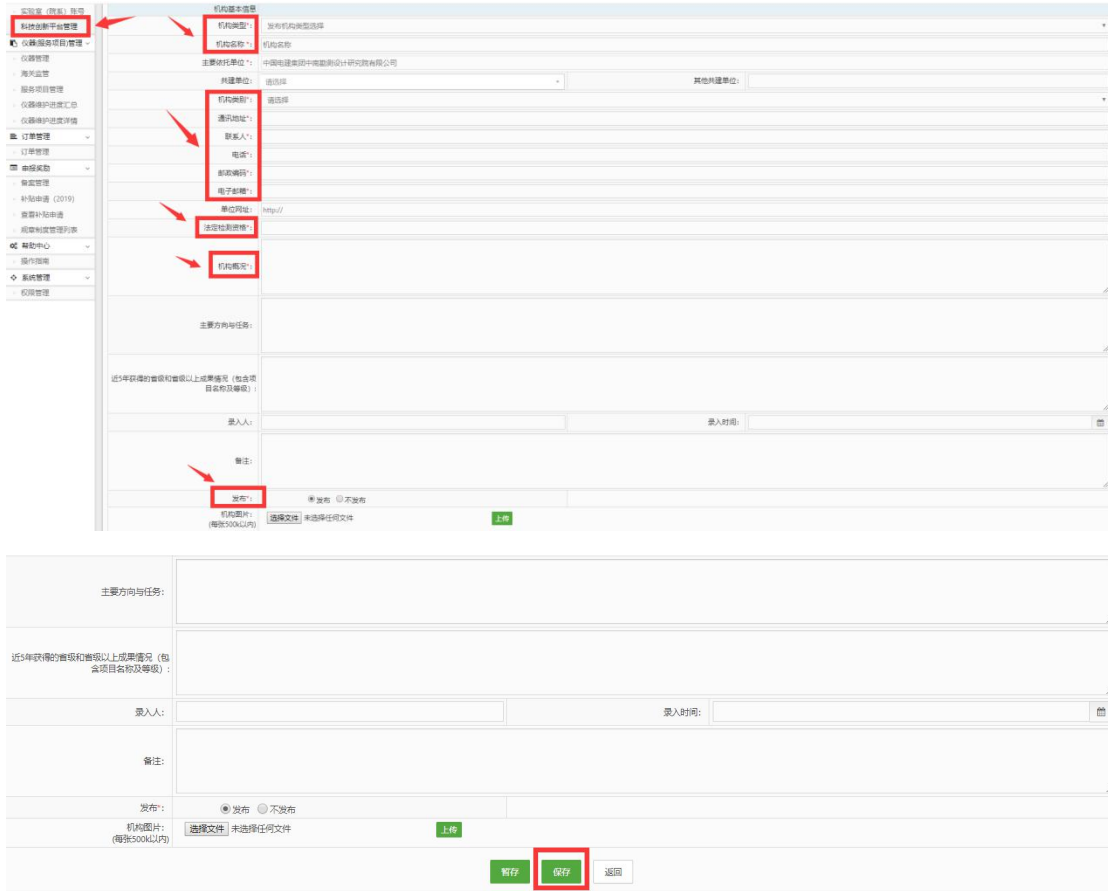 实验室（院系）账号
科技创新平台管理
仪器(服务项目)管理
仪器管理
海关监管
服务项目管理
仪器维护进度汇总
仪器维护进度详情
订单管理
订单管理
申报奖励
备案管理
补贴申请（2019）
查看补贴申请
规章制度管理列表
帮助中心
操作指南
系统管理
权限管理
机构基本信息
机构类型*： 发布机构类型选择
机构名称*： 机构名称
主要依托单位*： 中国电建集团中南勘测设计研究院有限公司
共建单位： 请选择 其他共建单位：
机构类别*： 请选择
通讯地址*：
联系人*：
电话*：
邮政编码*：
电子邮箱*：
单位网址： http://
法定检测资格*：
机构概况*：
主要方向与任务：
近5年获得的省级和省级以上成果情况（包含项
目名称及等级）：
录入人： 录入时间：
备注：
发布*： 发布 不发布
机构图片：
(每张500k以内) 选择文件 未选择任何文件 上传
主要方向与任务：
近5年获得的省级和省级以上成果情况（包
含项目名称及等级）：
录入人： 录入时间：
备注：
发布*： 发布 不发布
机构图片：
(每张500k以内) 选择文件 未选择任何文件 上传
暂存 保存 返回